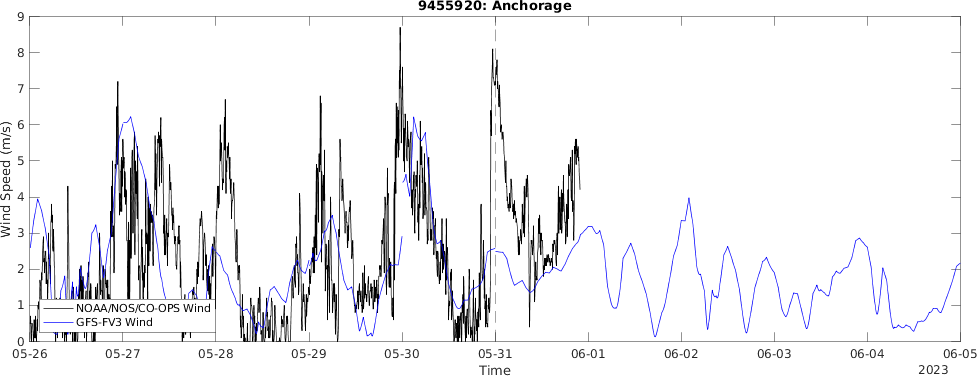 9455920: Anchorage
9
8
7
6
5
4
3
2
1
0
Wind Speed (m/s)
NOAA/NOS/CO-OPS Wind
GFS-FV3 Wind
05-26 05-27 05-28 05-29 05-30 05-31 06-01 06-02 06-03 06-04 06-05
Time
2023